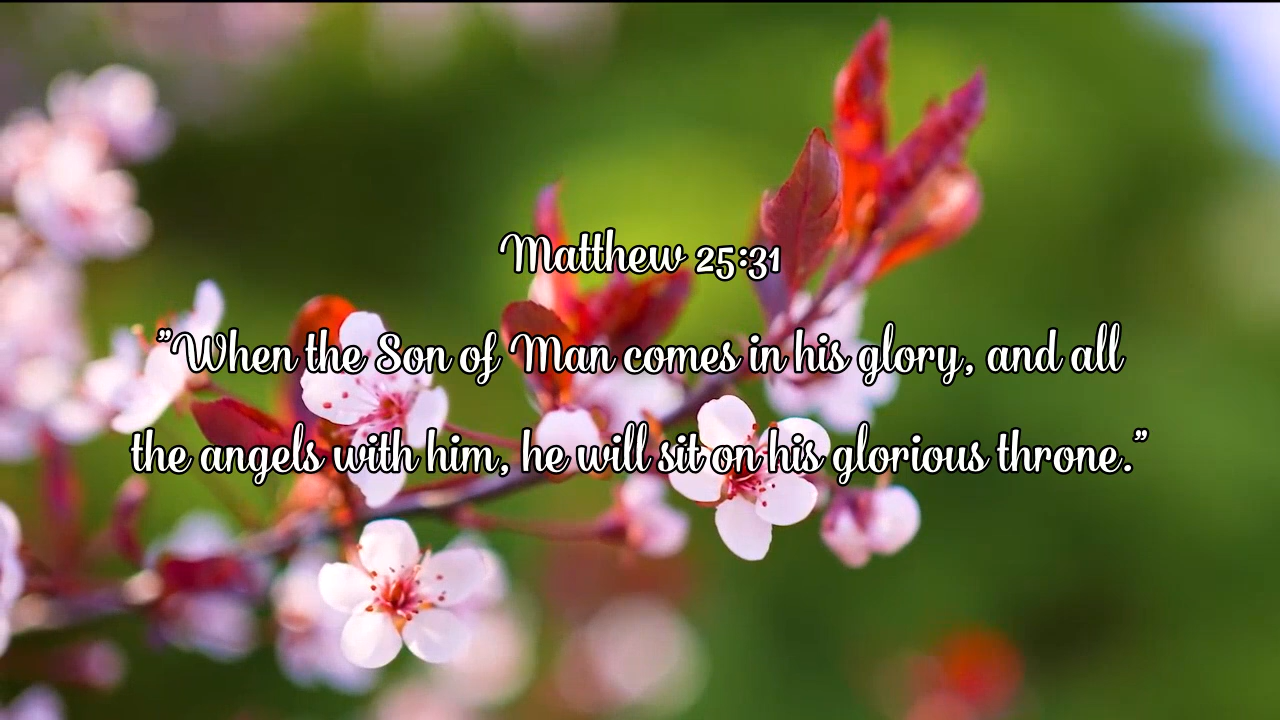 Matthew 25:31
"When the Son of Man comes in his glory, and all
the angels with him, he will sit on his glorious throne."